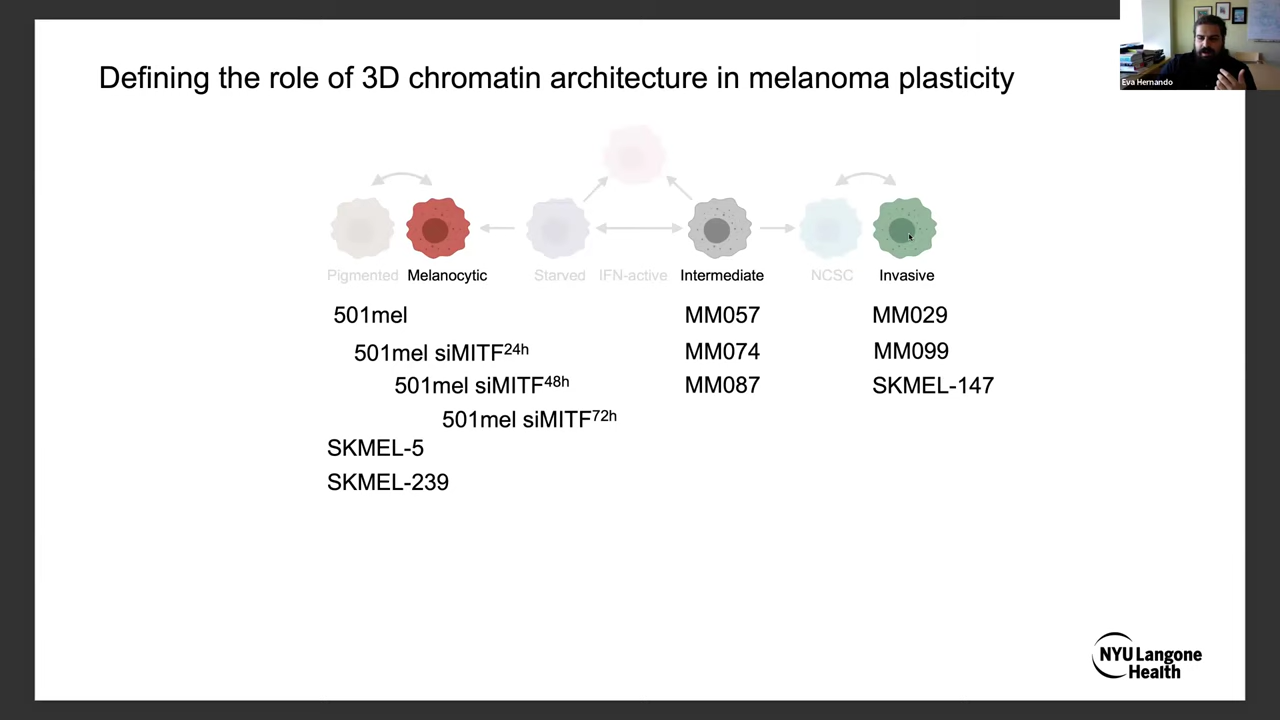 Defining the role of 3D chromatin architecture in melanoma plasticity
Eva Hernando
Pigmented Melanocytic Starved IFN-active Intermediate NCSC Invasive
501mel MM057 MM029
501mel siMITF24h MM074 MM099
501mel siMITF48h MM087 SKMEL-147
501mel siMITF72h
SKMEL-5
SKMEL-239
NYU Langone
Health